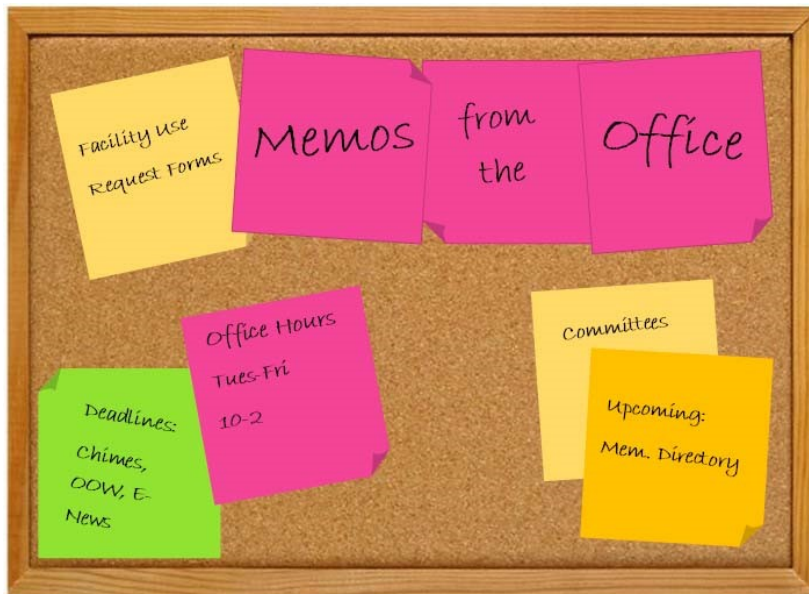 Facility Use
Request Forms
Memos
from
the
Office
Office Hours
Tues-Fri
10-2
Deadlines:
Chimes,
OOW, E-
News
Committees
Upcoming:
Mem. Directory